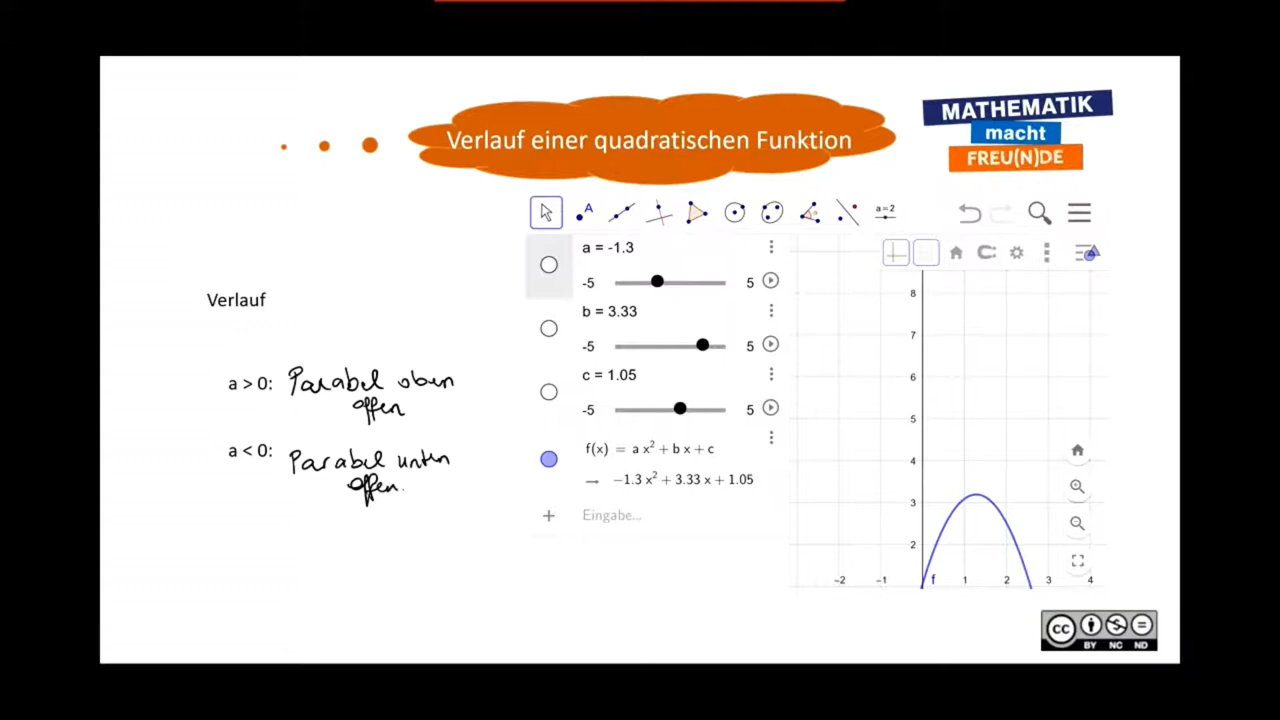 Verlauf einer quadratischen Funktion
MATHEMATIK
macht
FREU(N)DE
A
a=2
Verlauf
a > 0: Parabel oben
offen
a < 0: Parabel unten
offen.
a = -1.3
-5
5
b = 3.33
-5
5
c = 1.05
-5
5
f(x) = a x² + b x + c
→ −1.3 x² + 3.33 x + 1.05
+ Eingabe...
8
7
6
5
4
3
2
-2 -1 f 1 2 3 4
cc
BY NC ND